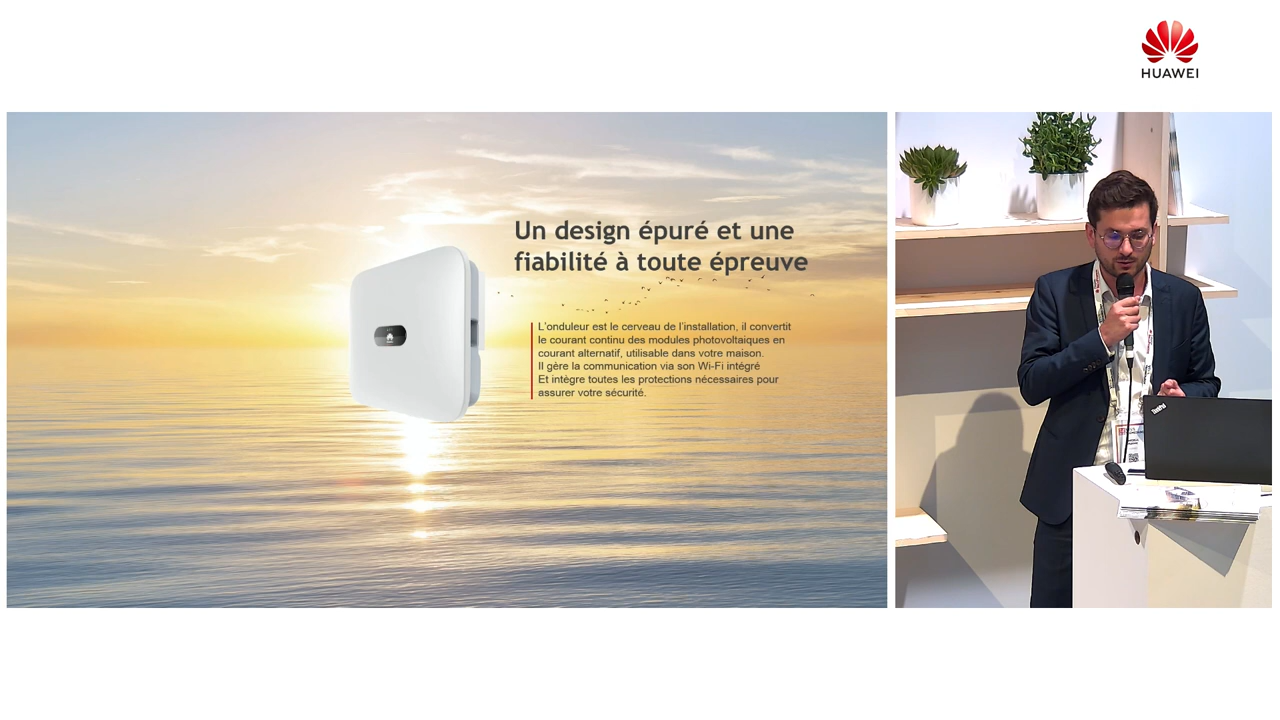 HUAWEI
Un design épuré et une
fiabilité à toute épreuve
L'onduleur est le cerveau de l'installation, il convertit
le courant continu des modules photovoltaiques en
courant alternatif, utilisable dans votre maison.
Il gère la communication via son Wi-Fi intégré
Et intègre toutes les protections nécessaires pour
assurer votre sécurité.
ThinkPad